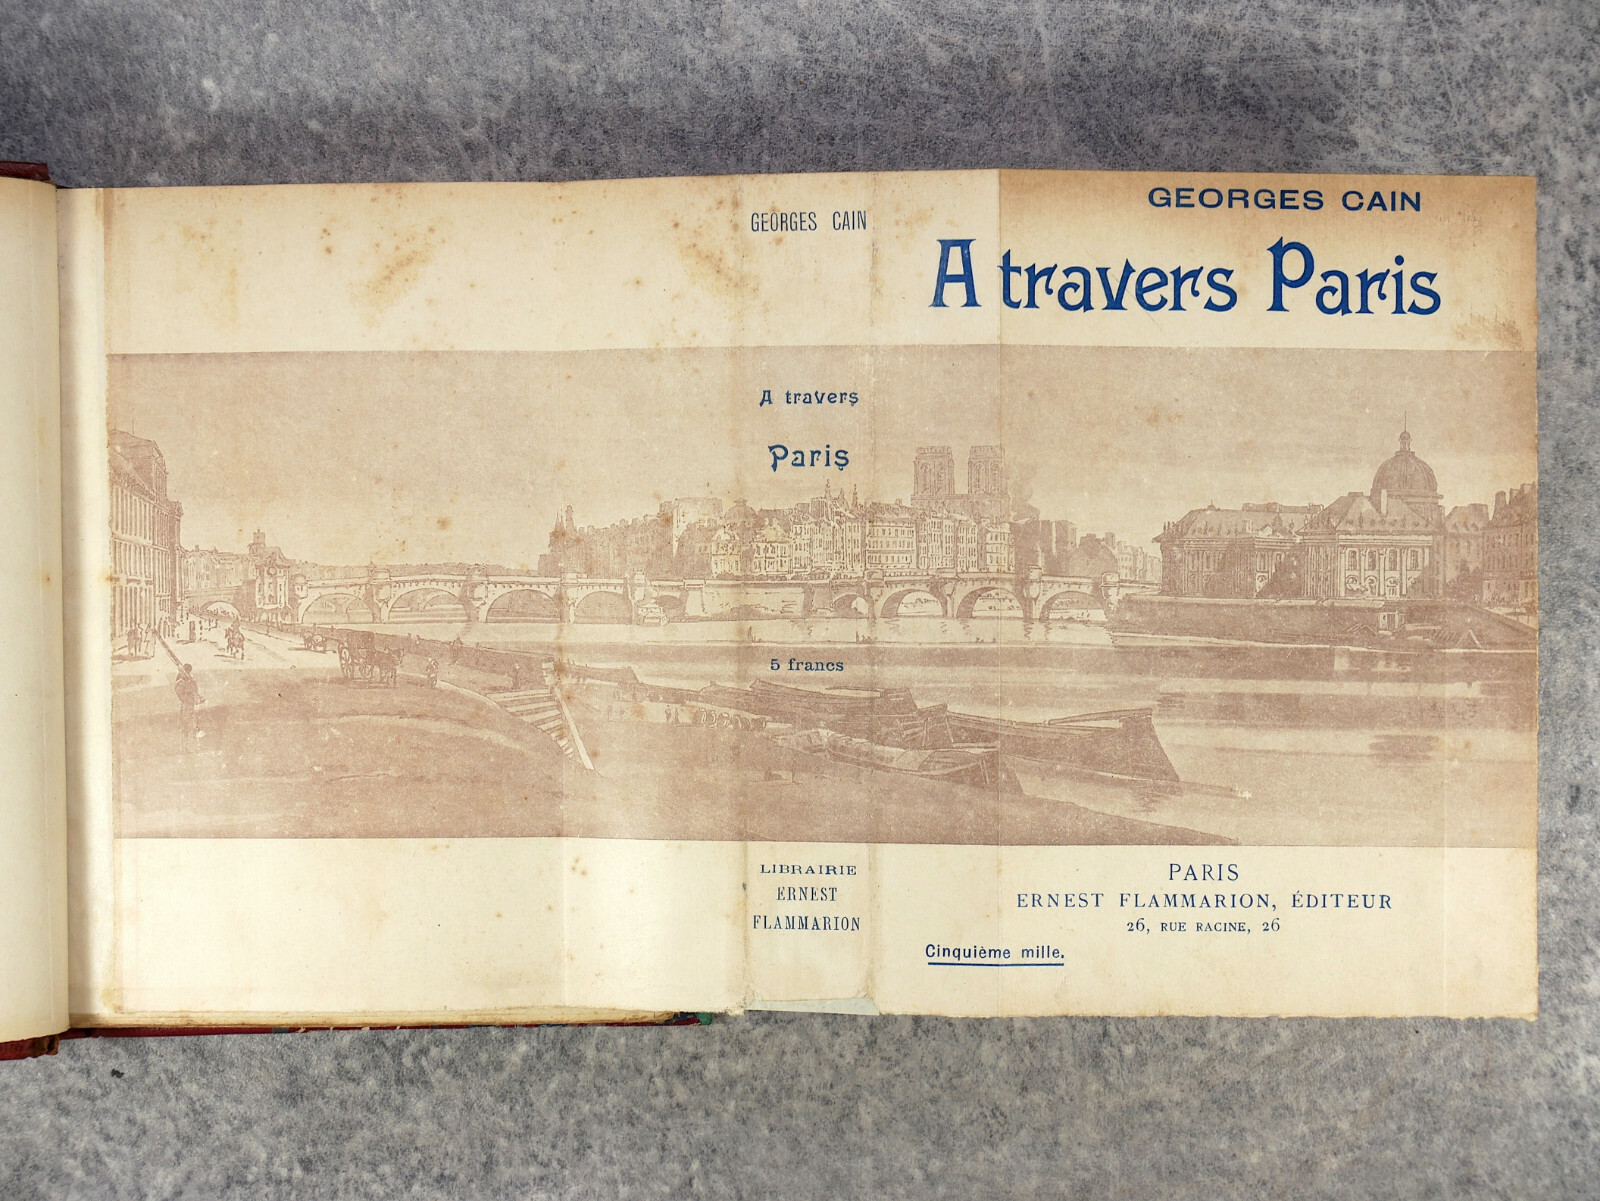 GEORGES CAIN
A travers
Paris
5 francs
LIBRAIRIE
ERNEST
FLAMMARION
GEORGES CAIN
A travers Paris
PARIS
ERNEST FLAMMARION, ÉDITEUR
26, RUE RACINE, 26
Cinquième mille.